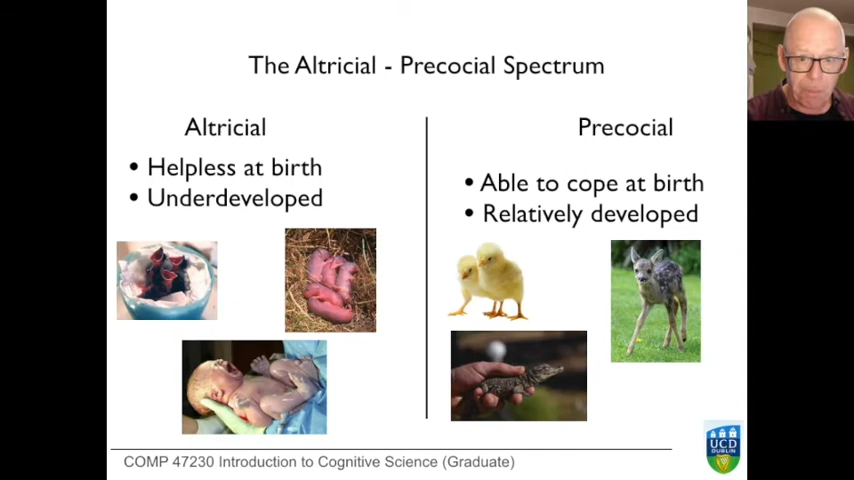 The Altricial - Precocial Spectrum
Altricial
• Helpless at birth
• Underdeveloped
Precocial
• Able to cope at birth
• Relatively developed
COMP 47230 Introduction to Cognitive Science (Graduate)
UCD
DUBLIN